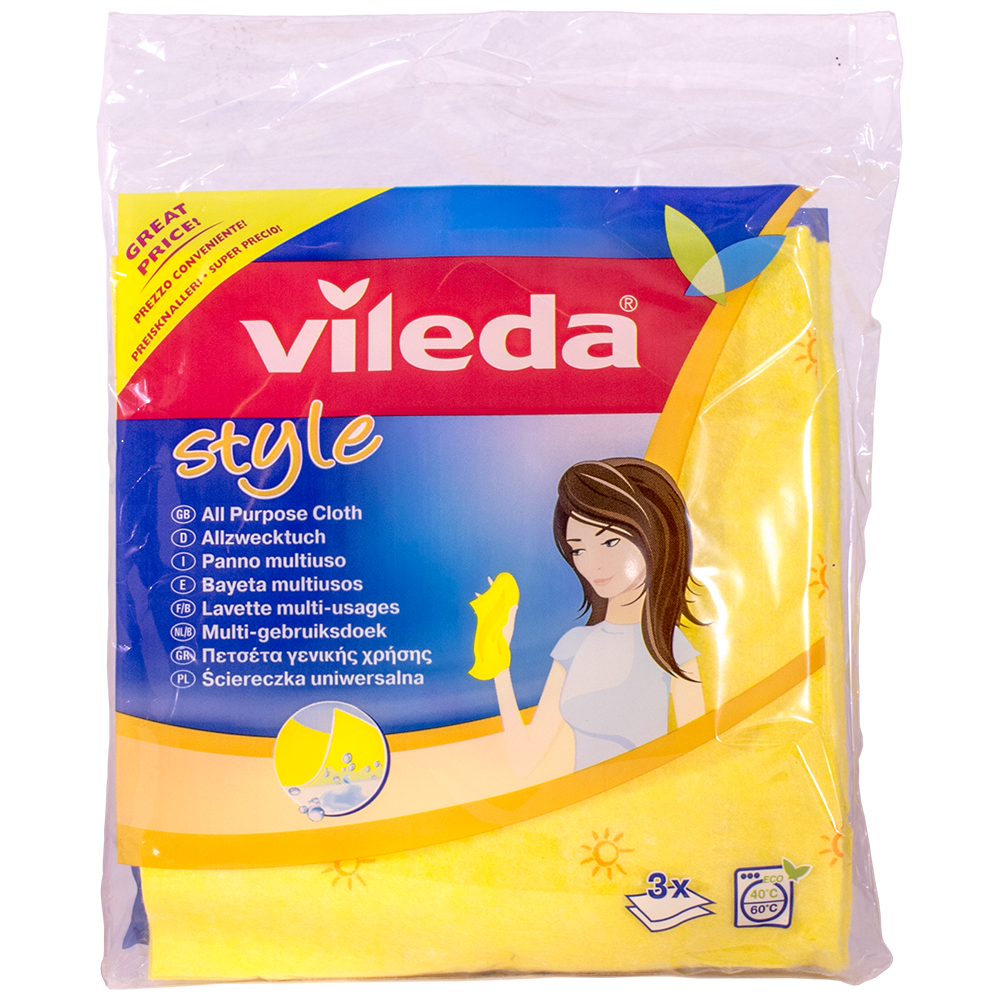 GREAT
PRICE!
PREZZO CONVENIENTE!
PREISKNALLER! • SUPER PRECIO!
vileda®
style
GB All Purpose Cloth
D Allzwecktuch
I Panno multiuso
E Bayeta multiusos
F/B Lavette multi-usages
NL/B Multi-gebruiksdoek
GR Πετσέτα γενικής χρήσης
PL Ściereczka uniwersalna
3x
ECO
40°C
60°C